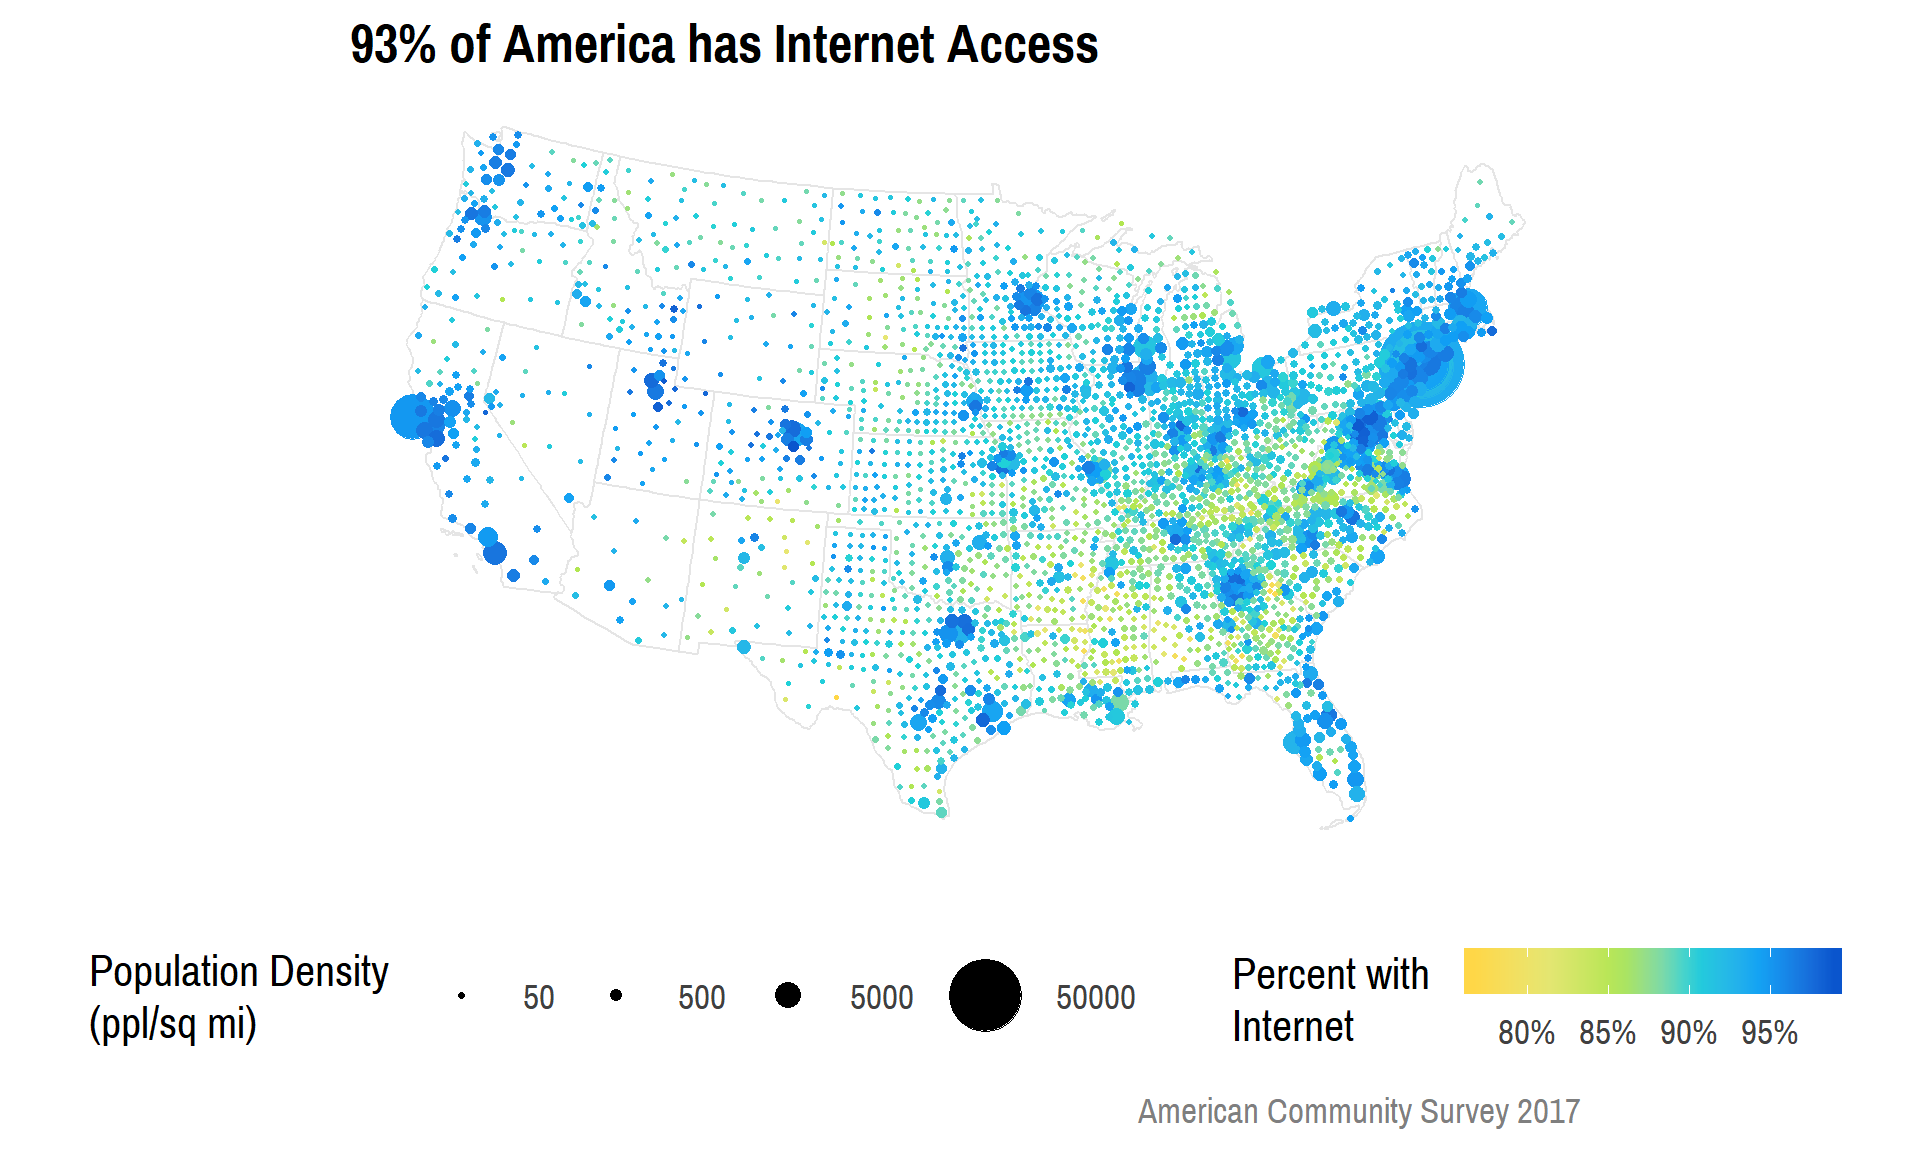 93% of America has Internet Access
Population Density
(ppl/sq mi)
50
500
5000
50000
Percent with
Internet
80%
85%
90%
95%
American Community Survey 2017